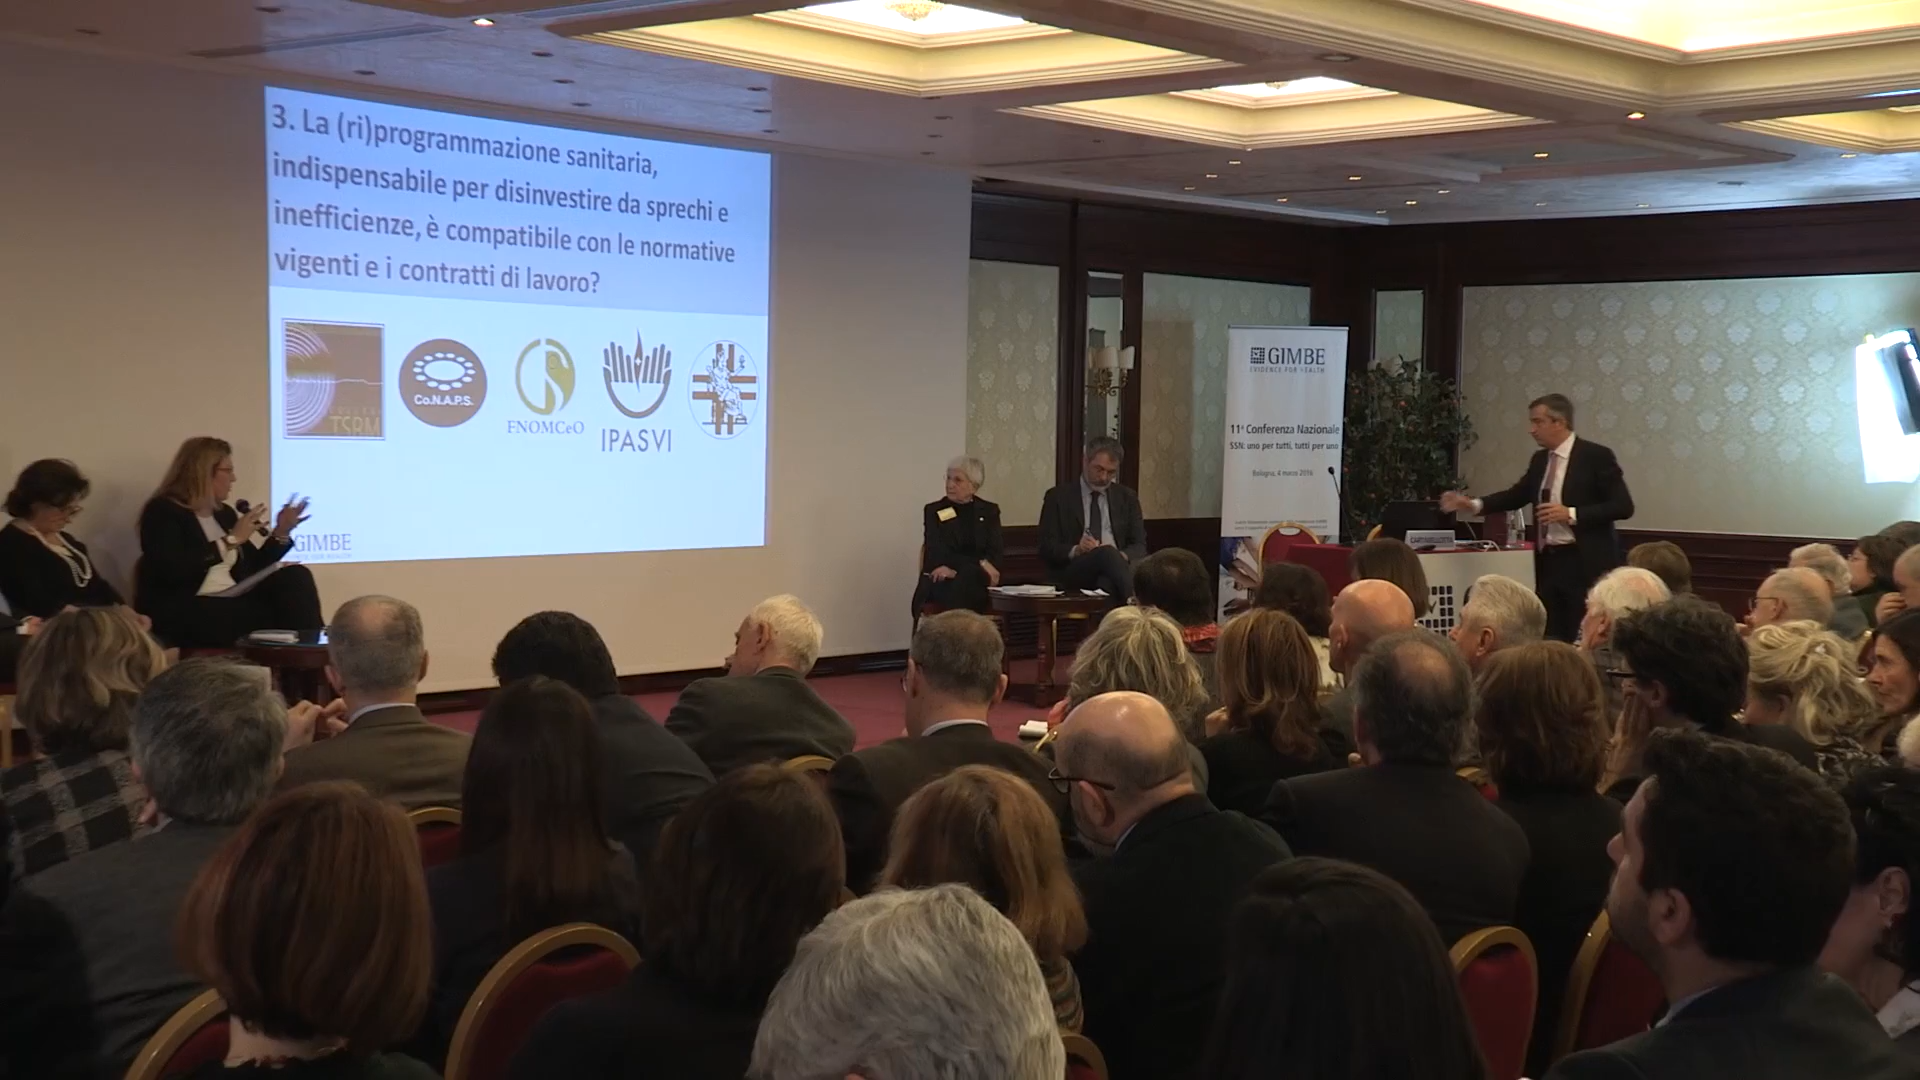 3. La (ri)programmazione sanitaria,
indispensabile per disinvestire da sprechi e
inefficienze, è compatibile con le normative
vigenti e i contratti di lavoro?
TSRM
Co.N.A.P.S.
FNOMCeO
IPASVI
GIMBE
GIMBE
EVIDENCE FOR HEALTH
11ª Conferenza Nazionale
SSN: uno per tutti, tutti per uno
Bologna, 4 marzo 2016
CARTABELLOTTA